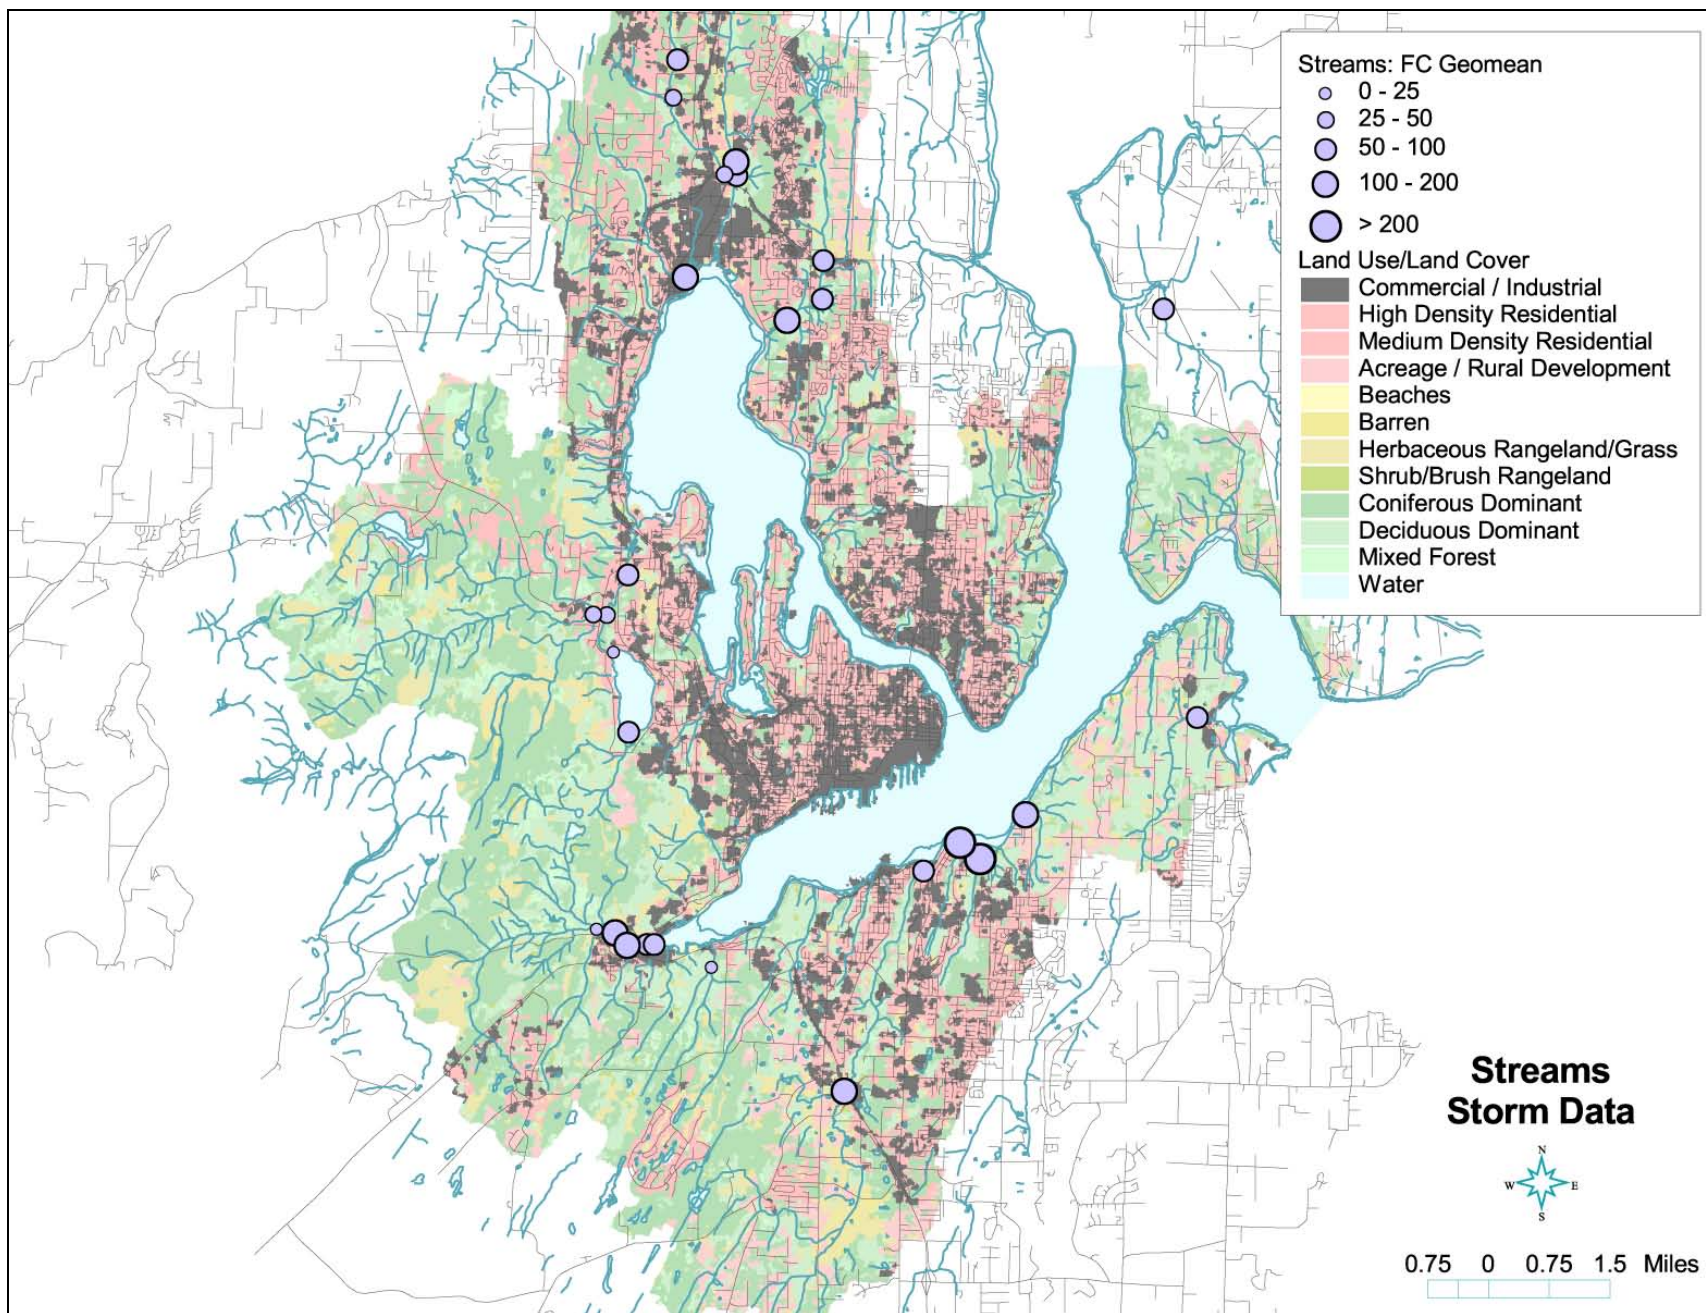 Streams: FC Geomean
0 - 25
25 - 50
50 - 100
100 - 200
> 200
Land Use/Land Cover
Commercial / Industrial
High Density Residential
Medium Density Residential
Acreage / Rural Development
Beaches
Barren
Herbaceous Rangeland/Grass
Shrub/Brush Rangeland
Coniferous Dominant
Deciduous Dominant
Mixed Forest
Water
Streams
Storm Data
N
W E
S
0.75 0 0.75 1.5 Miles